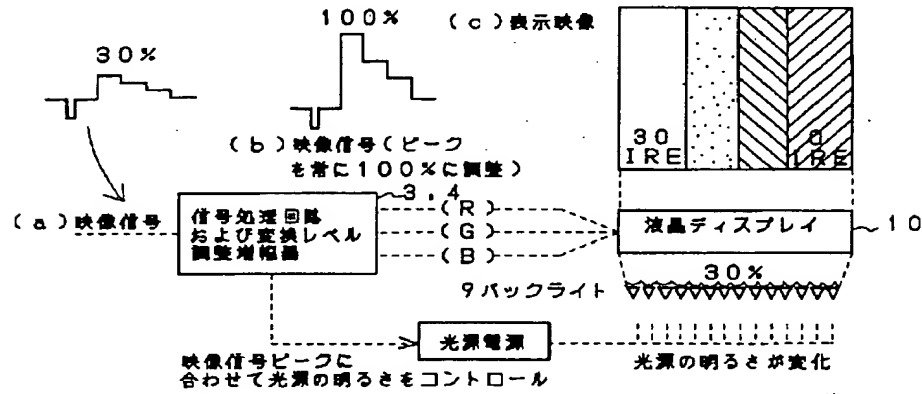 30%
100%
(c)表示映像
(b)映像信号(ピーク
を常に100%に調整)
30
IRE
0
IRE
(a)映像信号
3,4
信号処理回路
および変換レベル
調整増幅器
(R)
(G)
(B)
液晶ディスプレイ
10
30%
9バックライト
光源電源
映像信号ピークに
合わせて光源の明るさをコントロール
光源の明るさが変化